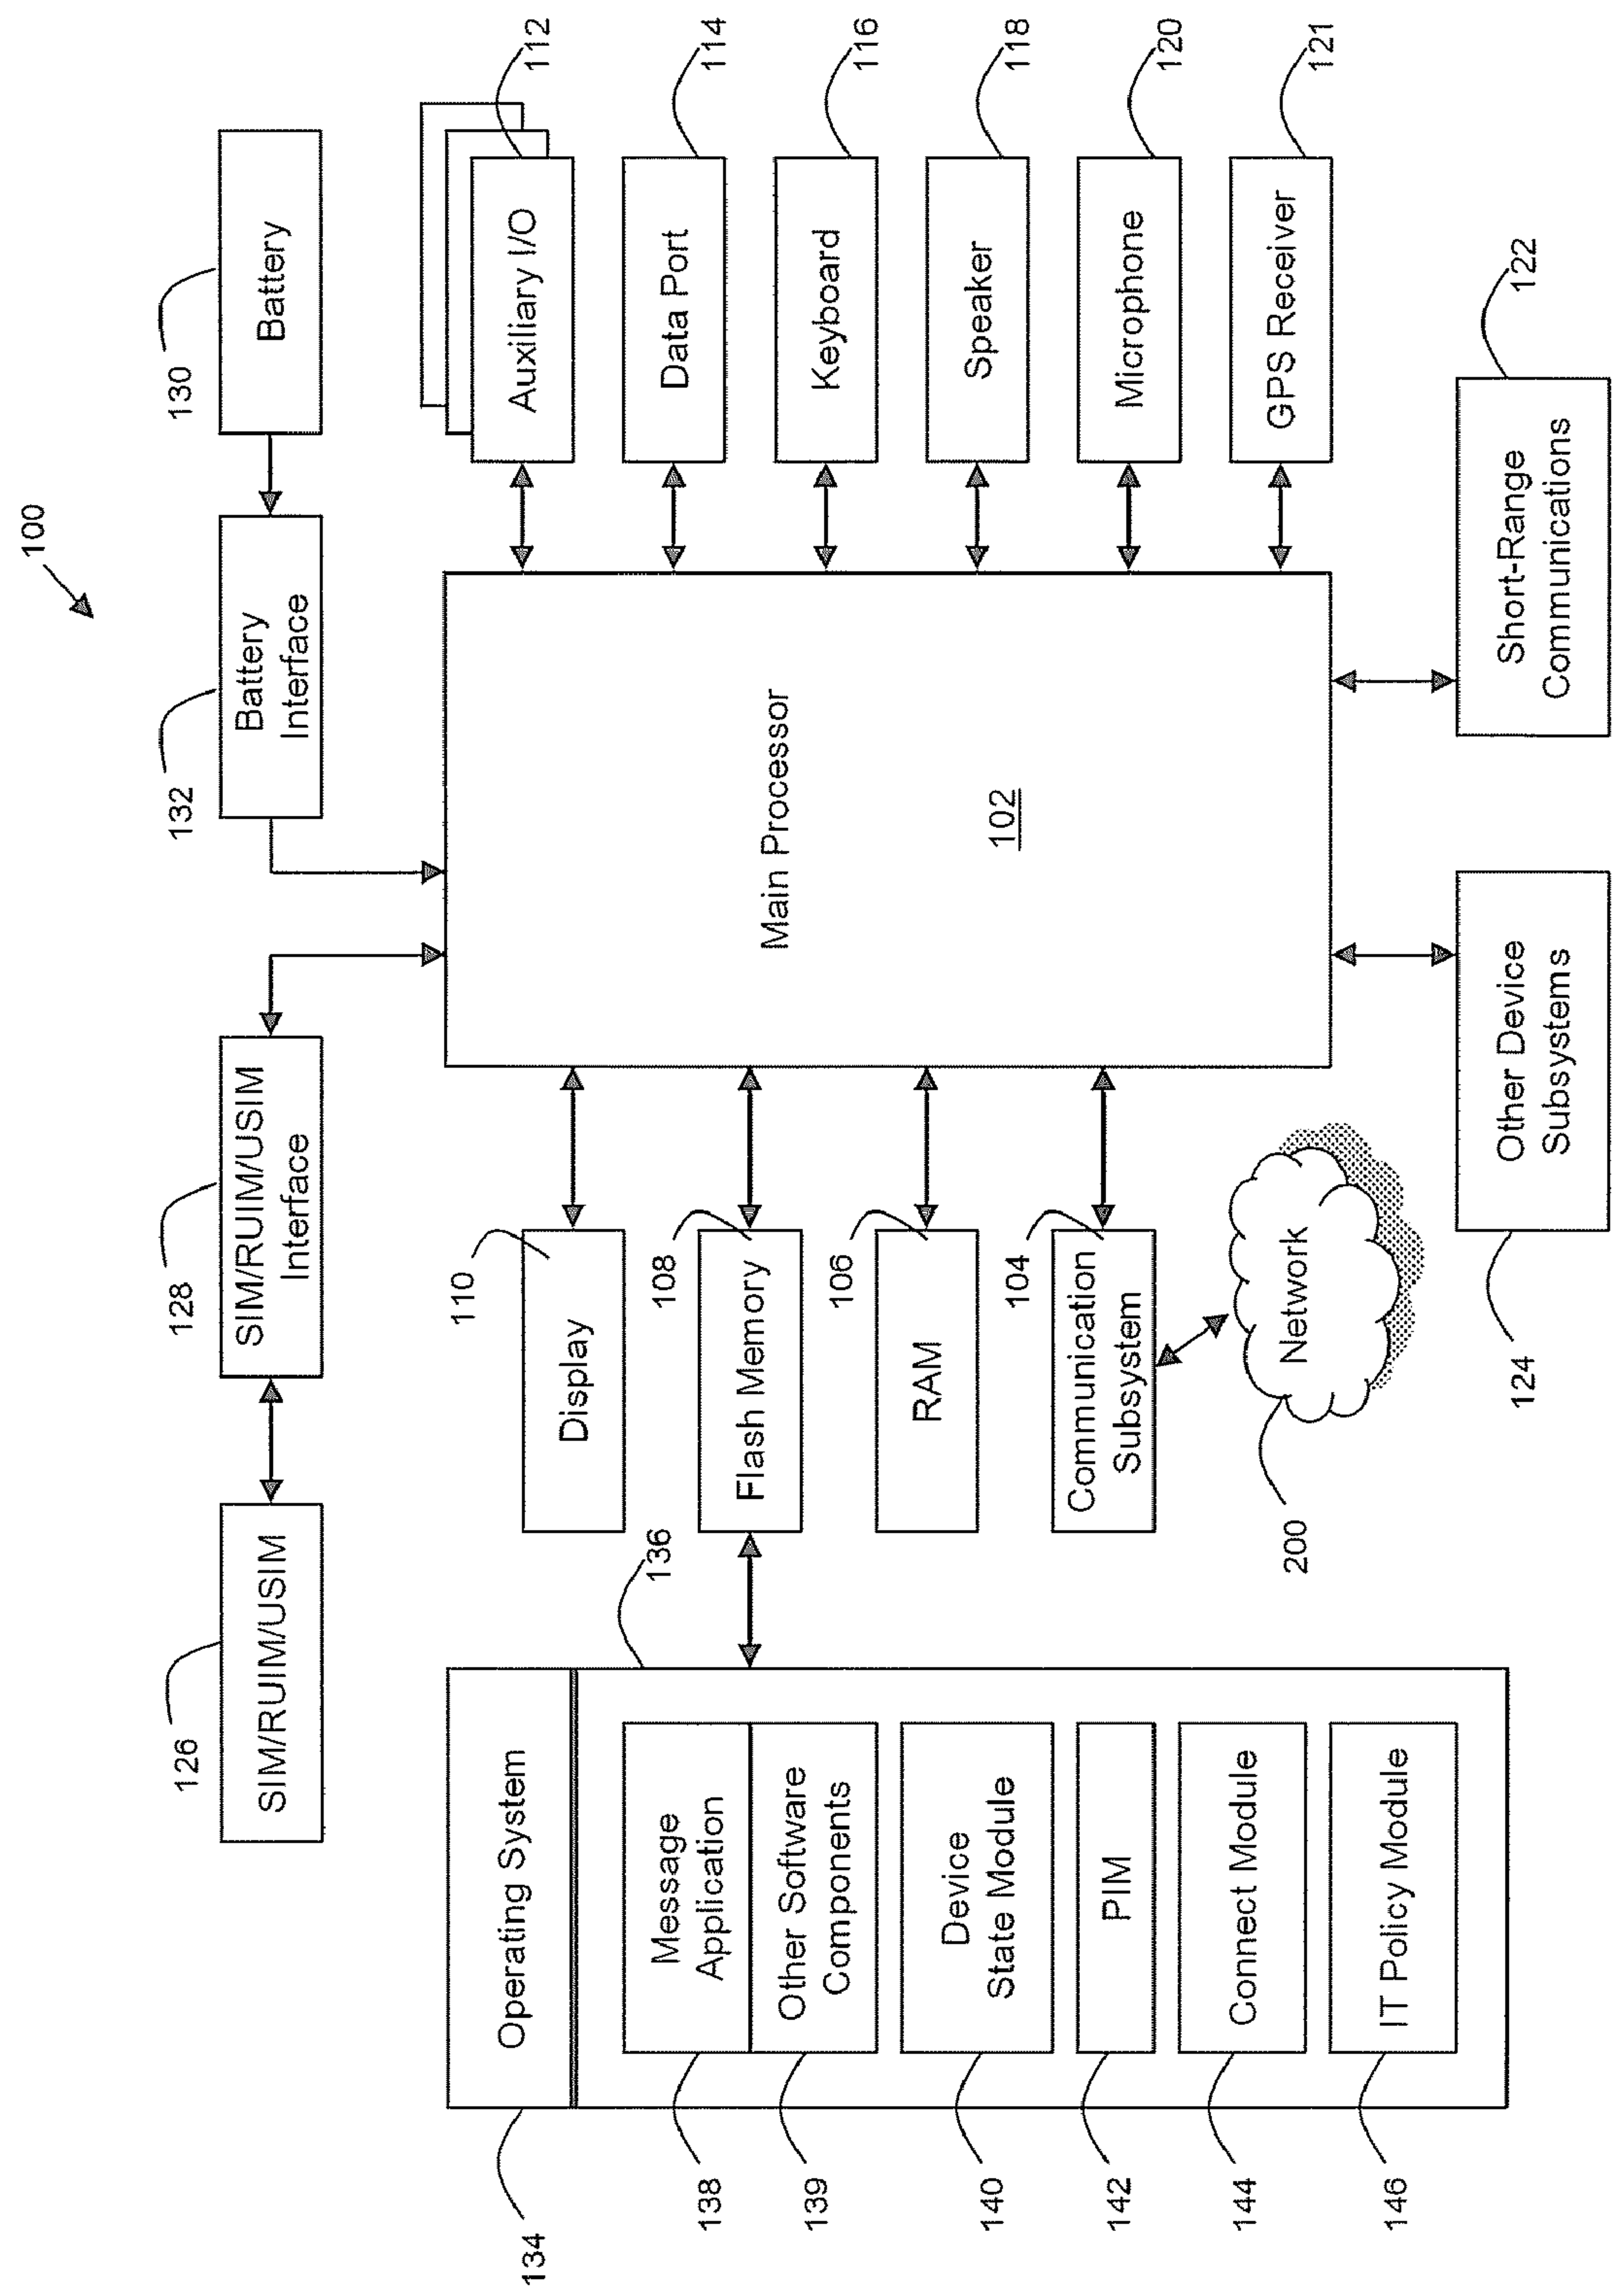 100
126
128
132
130
SIM/RUIM/USIM
SIM/RUIM/USIM
Interface
Battery
Interface
Battery
134
Operating System
136
138
Message
Application
139
Other Software
Components
140
Device
State Module
142
PIM
144
Connect Module
146
IT Policy Module
110
Display
108
Flash Memory
106
RAM
104
Communication
Subsystem
200
Network
Main Processor
102
Auxiliary I/O
112
Data Port
114
Keyboard
116
Speaker
118
Microphone
120
GPS Receiver
121
Other Device
Subsystems
124
Short-Range
Communications
122